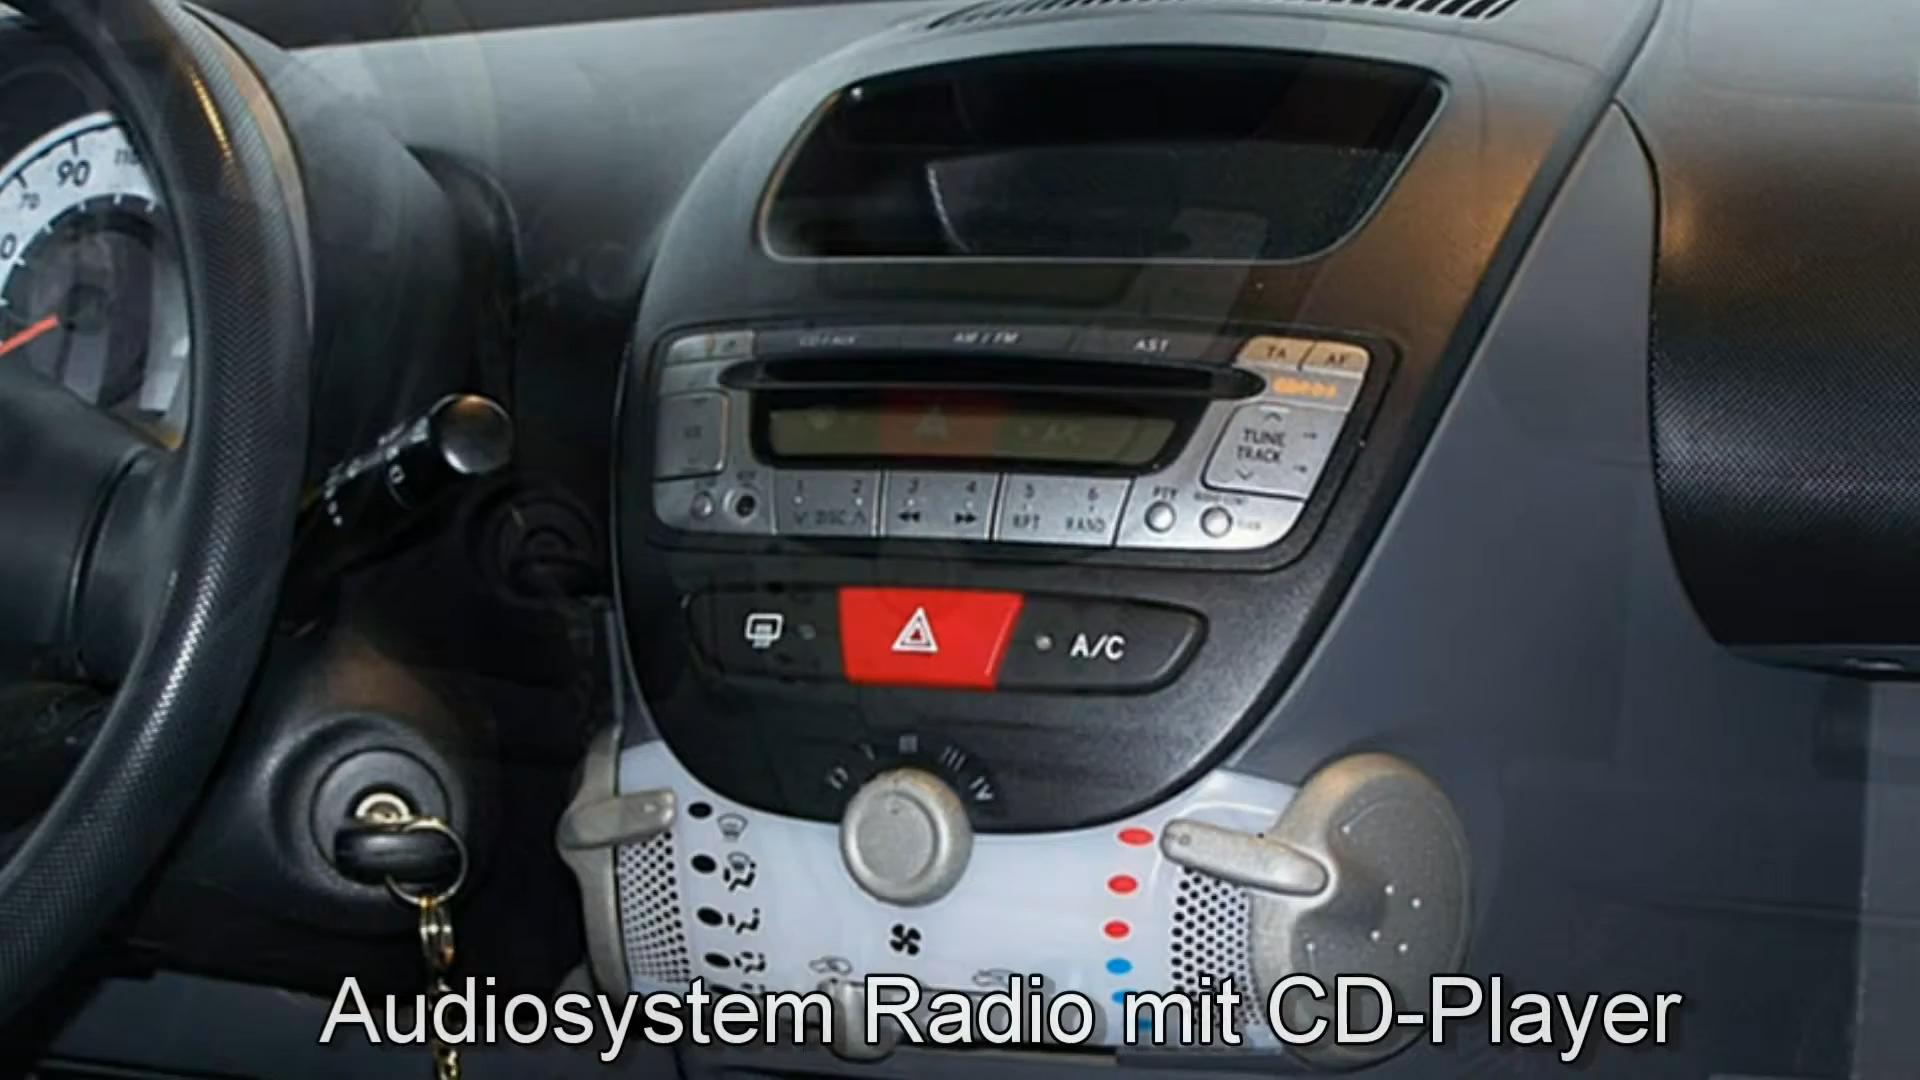 90
110
70
CD/AUX
AM/FM
AST
TA
AF
TUNE
TRACK
1 2 3 4 5 6
DISC
RPT
RAND
PTY
A/C
Audiosystem Radio mit CD-Player